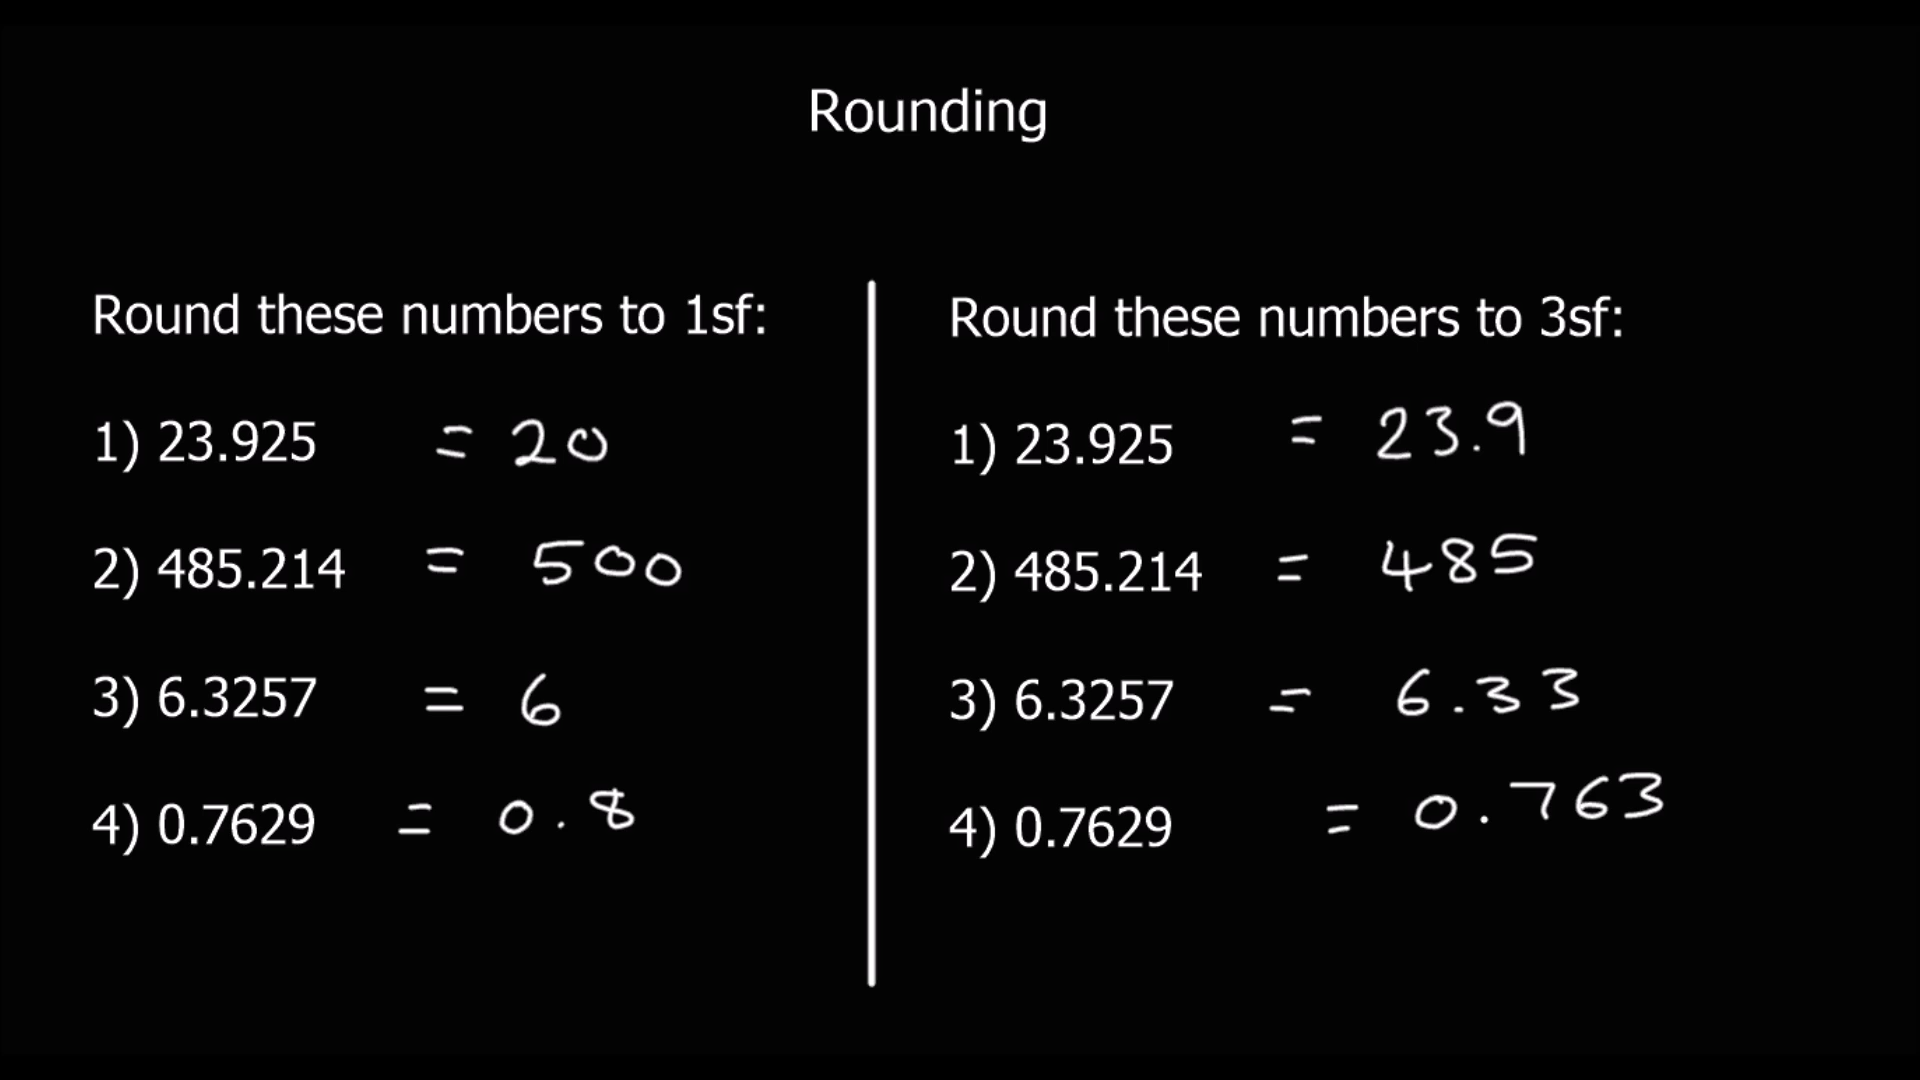 Rounding
Round these numbers to 1sf:
1) 23.925 = 20
2) 485.214 = 500
3) 6.3257 = 6
4) 0.7629 = 0.8
Round these numbers to 3sf:
1) 23.925 = 23.9
2) 485.214 = 485
3) 6.3257 = 6.33
4) 0.7629 = 0.763